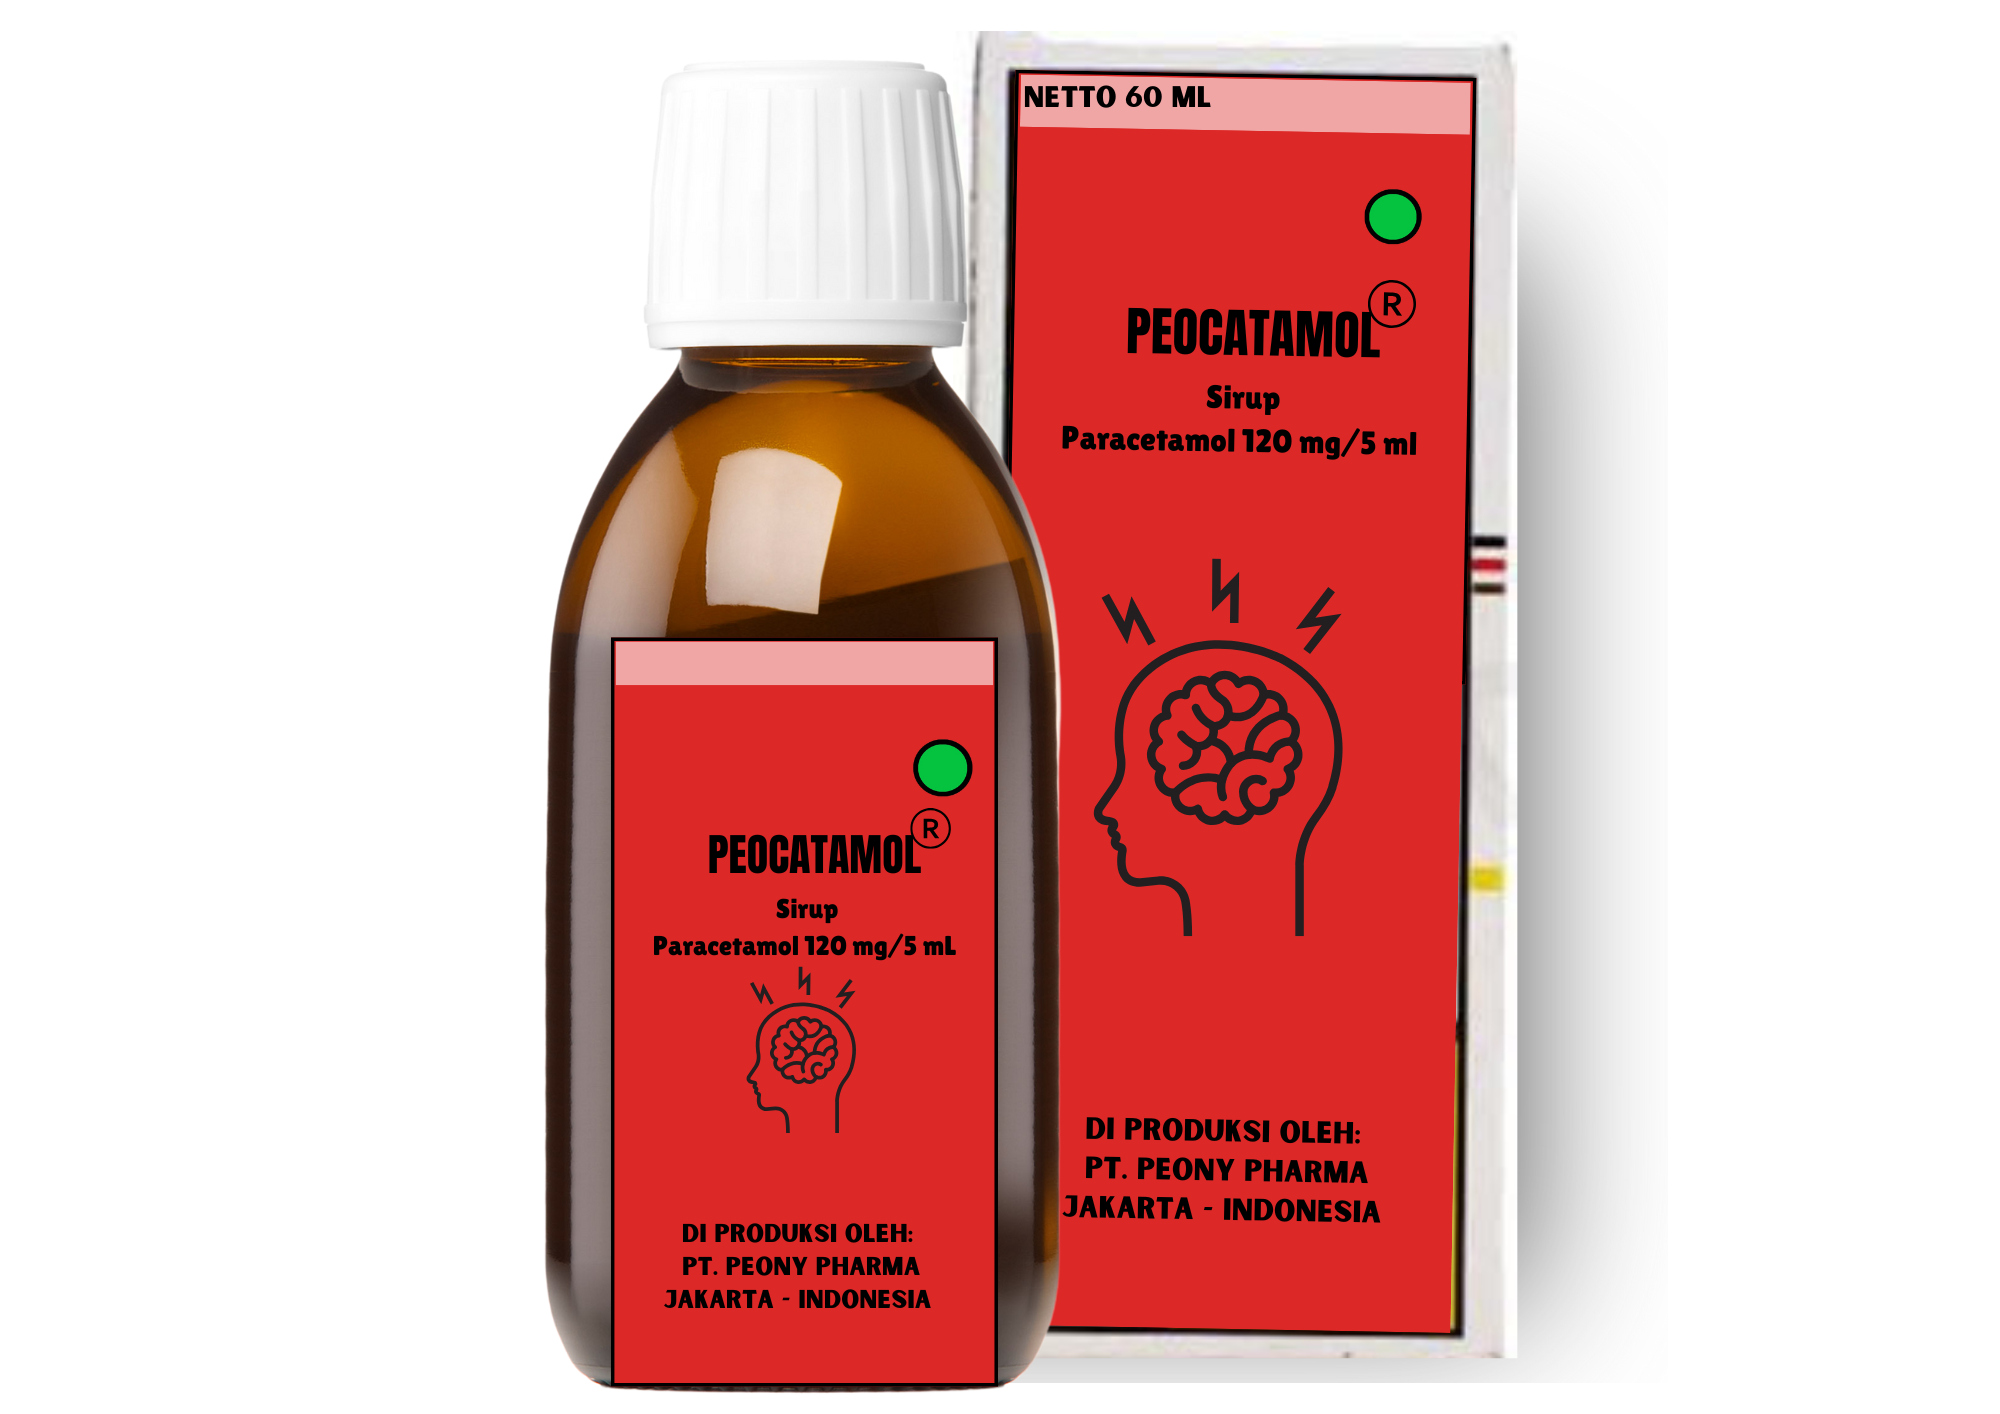 NETTO 60 ML
PEOCATAMOL®
Sirup
Paracetamol 120 mg/5 ml
DI PRODUKSI OLEH:
PT. PEONY PHARMA
JAKARTA - INDONESIA
PEOCATAMOL®
Sirup
Paracetamol 120 mg/5 mL
DI PRODUKSI OLEH:
PT. PEONY PHARMA
JAKARTA - INDONESIA